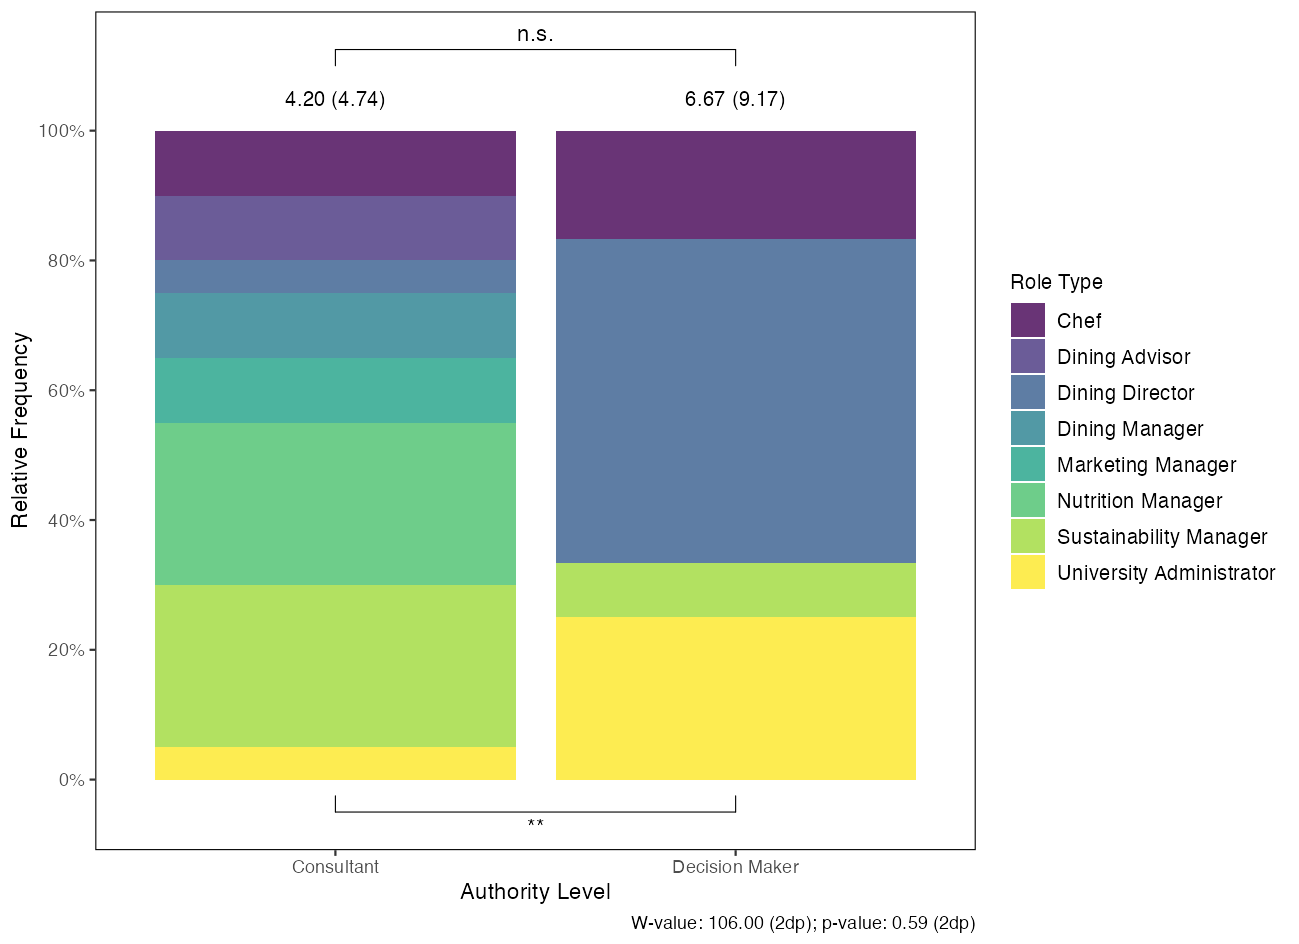 n.s.
4.20 (4.74)
6.67 (9.17)
100%
80%
60%
40%
20%
0%
Relative Frequency
**
Consultant
Decision Maker
Authority Level
W-value: 106.00 (2dp); p-value: 0.59 (2dp)
Role Type
Chef
Dining Advisor
Dining Director
Dining Manager
Marketing Manager
Nutrition Manager
Sustainability Manager
University Administrator